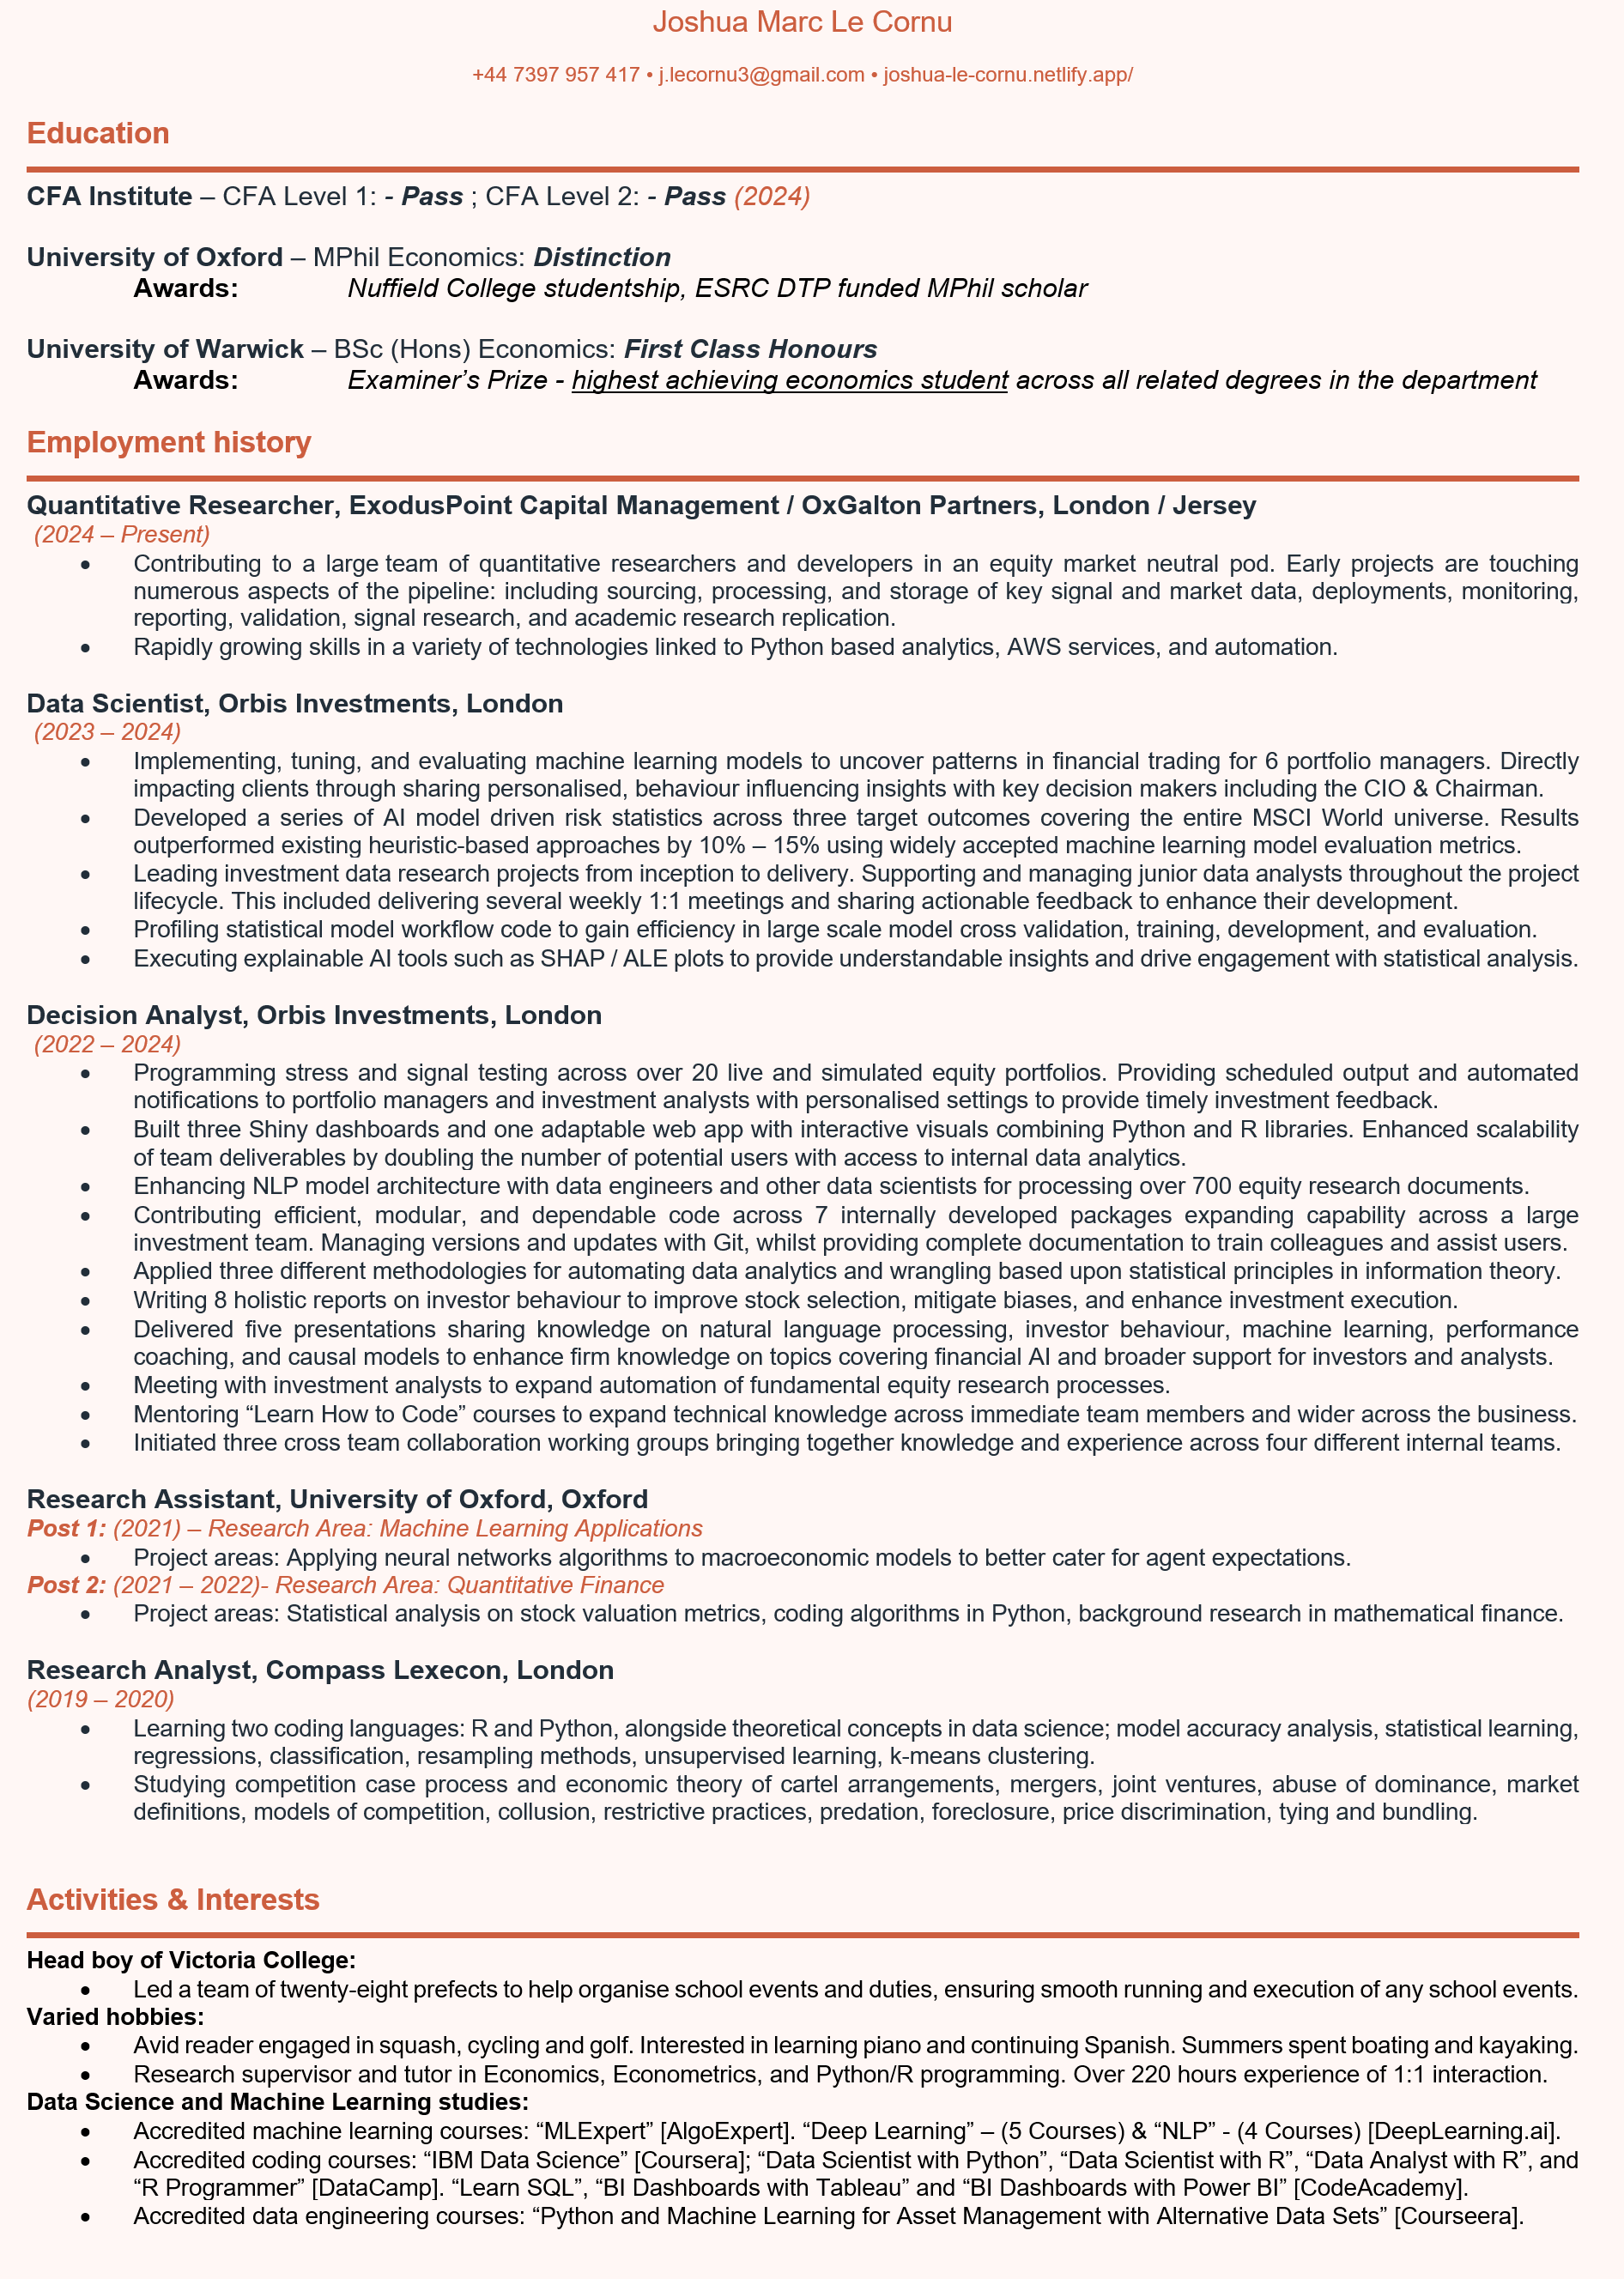 Joshua Marc Le Cornu
+44 7397 957 417 • j.lecornu3@gmail.com • joshua-le-cornu.netlify.app/
Education
CFA Institute – CFA Level 1: - Pass ; CFA Level 2: - Pass (2024)
University of Oxford – MPhil Economics: Distinction
Awards: Nuffield College studentship, ESRC DTP funded MPhil scholar
University of Warwick – BSc (Hons) Economics: First Class Honours
Awards: Examiner’s Prize - highest achieving economics student across all related degrees in the department
Employment history
Quantitative Researcher, ExodusPoint Capital Management / OxGalton Partners, London / Jersey
(2024 – Present)
• Contributing to a large team of quantitative researchers and developers in an equity market neutral pod. Early projects are touching
numerous aspects of the pipeline: including sourcing, processing, and storage of key signal and market data, deployments, monitoring,
reporting, validation, signal research, and academic research replication.
• Rapidly growing skills in a variety of technologies linked to Python based analytics, AWS services, and automation.
Data Scientist, Orbis Investments, London
(2023 – 2024)
• Implementing, tuning, and evaluating machine learning models to uncover patterns in financial trading for 6 portfolio managers. Directly
impacting clients through sharing personalised, behaviour influencing insights with key decision makers including the CIO & Chairman.
• Developed a series of AI model driven risk statistics across three target outcomes covering the entire MSCI World universe. Results
outperformed existing heuristic-based approaches by 10% – 15% using widely accepted machine learning model evaluation metrics.
• Leading investment data research projects from inception to delivery. Supporting and managing junior data analysts throughout the project
lifecycle. This included delivering several weekly 1:1 meetings and sharing actionable feedback to enhance their development.
• Profiling statistical model workflow code to gain efficiency in large scale model cross validation, training, development, and evaluation.
• Executing explainable AI tools such as SHAP / ALE plots to provide understandable insights and drive engagement with statistical analysis.
Decision Analyst, Orbis Investments, London
(2022 – 2024)
• Programming stress and signal testing across over 20 live and simulated equity portfolios. Providing scheduled output and automated
notifications to portfolio managers and investment analysts with personalised settings to provide timely investment feedback.
• Built three Shiny dashboards and one adaptable web app with interactive visuals combining Python and R libraries. Enhanced scalability
of team deliverables by doubling the number of potential users with access to internal data analytics.
• Enhancing NLP model architecture with data engineers and other data scientists for processing over 700 equity research documents.
• Contributing efficient, modular, and dependable code across 7 internally developed packages expanding capability across a large
investment team. Managing versions and updates with Git, whilst providing complete documentation to train colleagues and assist users.
• Applied three different methodologies for automating data analytics and wrangling based upon statistical principles in information theory.
• Writing 8 holistic reports on investor behaviour to improve stock selection, mitigate biases, and enhance investment execution.
• Delivered five presentations sharing knowledge on natural language processing, investor behaviour, machine learning, performance
coaching, and causal models to enhance firm knowledge on topics covering financial AI and broader support for investors and analysts.
• Meeting with investment analysts to expand automation of fundamental equity research processes.
• Mentoring “Learn How to Code” courses to expand technical knowledge across immediate team members and wider across the business.
• Initiated three cross team collaboration working groups bringing together knowledge and experience across four different internal teams.
Research Assistant, University of Oxford, Oxford
Post 1: (2021) – Research Area: Machine Learning Applications
• Project areas: Applying neural networks algorithms to macroeconomic models to better cater for agent expectations.
Post 2: (2021 – 2022)- Research Area: Quantitative Finance
• Project areas: Statistical analysis on stock valuation metrics, coding algorithms in Python, background research in mathematical finance.
Research Analyst, Compass Lexecon, London
(2019 – 2020)
• Learning two coding languages: R and Python, alongside theoretical concepts in data science; model accuracy analysis, statistical learning,
regressions, classification, resampling methods, unsupervised learning, k-means clustering.
• Studying competition case process and economic theory of cartel arrangements, mergers, joint ventures, abuse of dominance, market
definitions, models of competition, collusion, restrictive practices, predation, foreclosure, price discrimination, tying and bundling.
Activities & Interests
Head boy of Victoria College:
• Led a team of twenty-eight prefects to help organise school events and duties, ensuring smooth running and execution of any school events.
Varied hobbies:
• Avid reader engaged in squash, cycling and golf. Interested in learning piano and continuing Spanish. Summers spent boating and kayaking.
• Research supervisor and tutor in Economics, Econometrics, and Python/R programming. Over 220 hours experience of 1:1 interaction.
Data Science and Machine Learning studies:
• Accredited machine learning courses: “MLExpert” [AlgoExpert]. “Deep Learning” – (5 Courses) & “NLP” - (4 Courses) [DeepLearning.ai].
• Accredited coding courses: “IBM Data Science” [Coursera]; “Data Scientist with Python”, “Data Scientist with R”, “Data Analyst with R”, and
“R Programmer” [DataCamp]. “Learn SQL”, “BI Dashboards with Tableau” and “BI Dashboards with Power BI” [CodeAcademy].
• Accredited data engineering courses: “Python and Machine Learning for Asset Management with Alternative Data Sets” [Courseera].